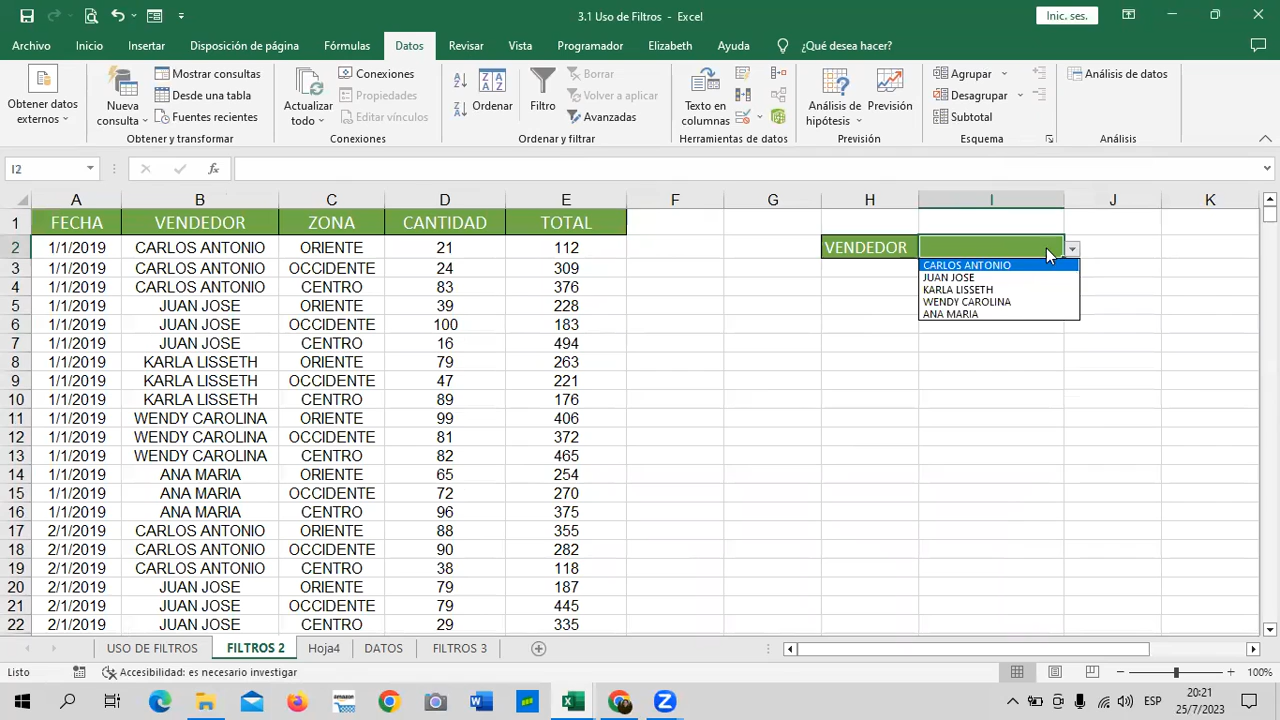 3.1 Uso de Filtros - Excel
Inic. ses.
Archivo Inicio Insertar Disposición de página Fórmulas Datos Revisar Vista Programador Elizabeth Ayuda ¿Qué desea hacer?
Obtener datos externos
Nueva consulta
Mostrar consultas
Desde una tabla
Fuentes recientes
Obtener y transformar
Actualizar todo
Conexiones
Propiedades
Editar vínculos
Conexiones
Ordenar
Filtro
Borrar
Volver a aplicar
Avanzadas
Ordenar y filtrar
Texto en columnas
Herramientas de datos
Análisis de hipótesis
Previsión
Previsión
Agrupar
Desagrupar
Subtotal
Esquema
Análisis de datos
Análisis
I2
A B C D E F G H I J K
1 FECHA VENDEDOR ZONA CANTIDAD TOTAL
2 1/1/2019 CARLOS ANTONIO ORIENTE 21 112 VENDEDOR
3 1/1/2019 CARLOS ANTONIO OCCIDENTE 24 309
4 1/1/2019 CARLOS ANTONIO CENTRO 83 376
5 1/1/2019 JUAN JOSE ORIENTE 39 228
6 1/1/2019 JUAN JOSE OCCIDENTE 100 183
7 1/1/2019 JUAN JOSE CENTRO 16 494
8 1/1/2019 KARLA LISSETH ORIENTE 79 263
9 1/1/2019 KARLA LISSETH OCCIDENTE 47 221
10 1/1/2019 KARLA LISSETH CENTRO 89 176
11 1/1/2019 WENDY CAROLINA ORIENTE 99 406
12 1/1/2019 WENDY CAROLINA OCCIDENTE 81 372
13 1/1/2019 WENDY CAROLINA CENTRO 82 465
14 1/1/2019 ANA MARIA ORIENTE 65 254
15 1/1/2019 ANA MARIA OCCIDENTE 72 270
16 1/1/2019 ANA MARIA CENTRO 96 375
17 2/1/2019 CARLOS ANTONIO ORIENTE 88 355
18 2/1/2019 CARLOS ANTONIO OCCIDENTE 90 282
19 2/1/2019 CARLOS ANTONIO CENTRO 38 118
20 2/1/2019 JUAN JOSE ORIENTE 79 187
21 2/1/2019 JUAN JOSE OCCIDENTE 79 445
22 2/1/2019 JUAN JOSE CENTRO 29 335
CARLOS ANTONIO
JUAN JOSE
KARLA LISSETH
WENDY CAROLINA
ANA MARIA
USO DE FILTROS FILTROS 2 Hoja4 DATOS FILTROS 3
Listo Accesibilidad: es necesario investigar 100%
ESP
20:21
25/7/2023